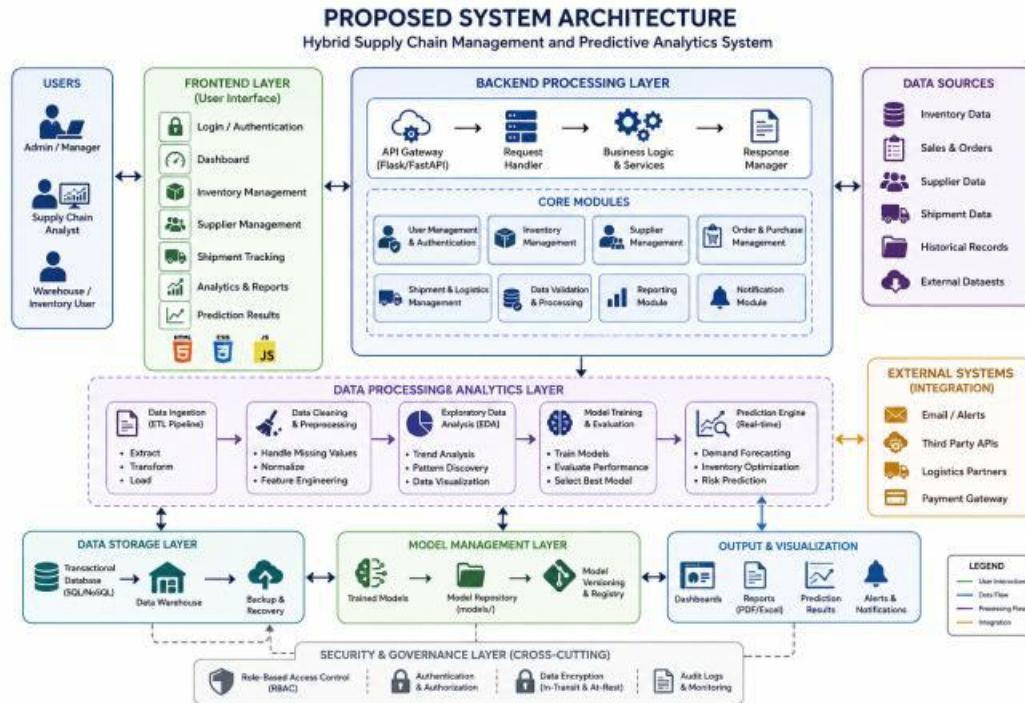 PROPOSED SYSTEM ARCHITECTURE
Hybrid Supply Chain Management and Predictive Analytics System
USERS
Admin / Manager
Supply Chain
Analyst
Warehouse /
Inventory User
FRONTEND LAYER
(User Interface)
Login / Authentication
Dashboard
Inventory Management
Supplier Management
Shipment Tracking
Analytics & Reports
Prediction Results
HTML
5
CSS
3
JS
JS
BACKEND PROCESSING LAYER
API Gateway
(Flask/FastAPI)
Request
Handler
Business Logic
& Services
Response
Manager
CORE MODULES
User Management
& Authentication
Inventory
Management
Supplier
Management
Order & Purchase
Management
Shipment & Logistics
Management
Data Validation
& Processing
Reporting
Module
Notification
Module
DATA SOURCES
Inventory Data
Sales & Orders
Supplier Data
Shipment Data
Historical Records
External Dataests
DATA PROCESSING& ANALYTICS LAYER
Data Ingestion
(ETL Pipeline)
• Extract
• Transform
• Load
Data Cleaning
& Preprocessing
• Handle Missing Values
• Normalize
• Feature Engineering
Exploratory Data
Analysis (EDA)
• Trend Analysis
• Pattern Discovery
• Data Visualization
Model Training
& Evaluation
• Train Models
• Evaluate Performance
• Select Best Model
Prediction Engine
(Real-time)
• Demand Forecasting
• Inventory Optimization
• Risk Prediction
EXTERNAL SYSTEMS
(INTEGRATION)
Email / Alerts
Third Party APIs
Logistics Partners
Payment Gateway
DATA STORAGE LAYER
Transactional
Database
(SQL/NoSQL)
Data Warehouse
Backup &
Recovery
MODEL MANAGEMENT LAYER
Trained Models
Model Repository
(models/)
Model
Versioning
& Registry
OUTPUT & VISUALIZATION
Dashboards
Reports
(PDF/Excel)
Prediction
Results
Alerts &
Notifications
LEGEND
User Interaction
Data Flow
Processing Flow
Integration
SECURITY & GOVERNANCE LAYER (CROSS-CUTTING)
Role-Based Access Control
(RBAC)
Authentication
& Authorization
Data Encryption
(In-Transit & At-Rest)
Audit Logs
& Monitoring